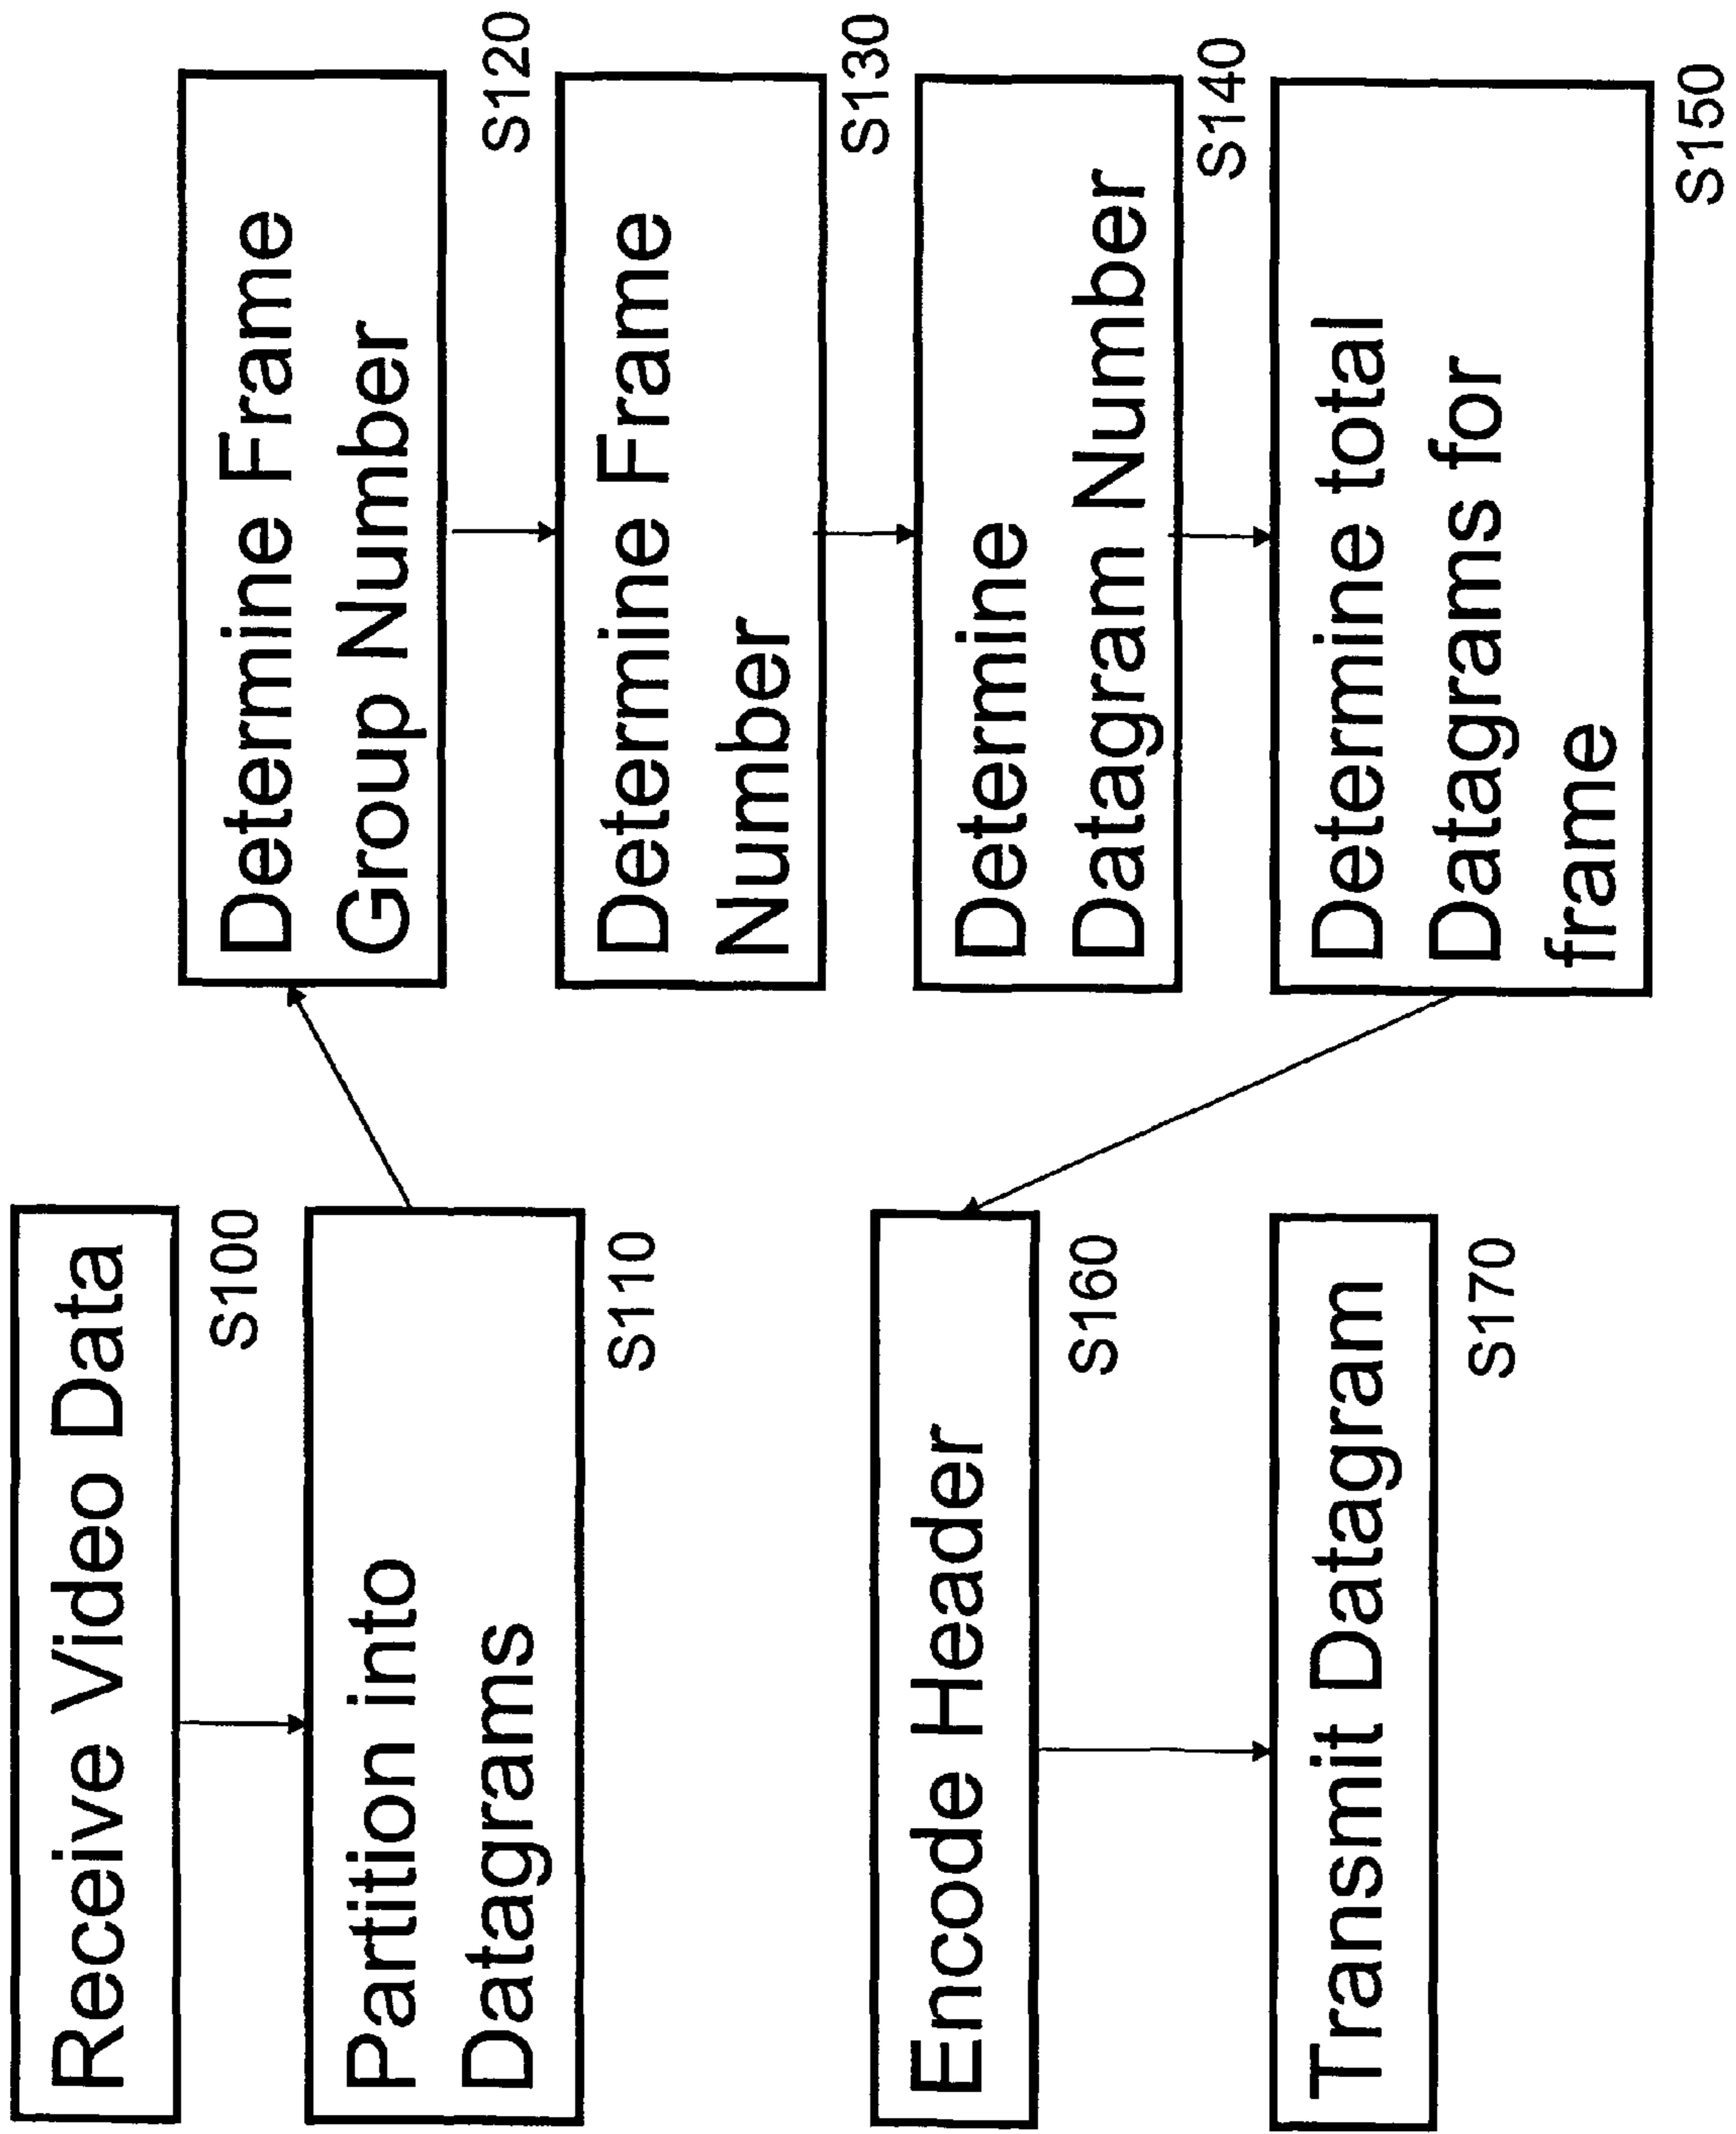 Receive Video Data
S100
Partition into
Datagrams
S110
Determine Frame
Group Number
S120
Determine Frame
Number
S130
Determine
Datagram Number
S140
Determine total
Datagrams for
frame
S150
Encode Header
S160
Transmit Datagram
S170